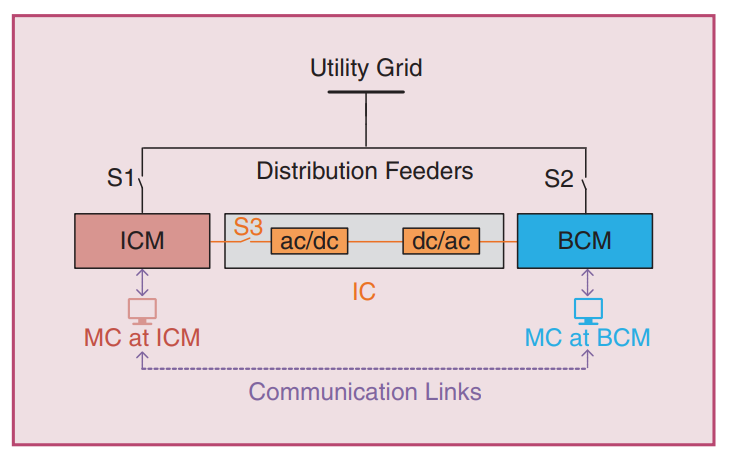 Utility Grid
S1
Distribution Feeders
S2
ICM
S3
ac/dc
dc/ac
BCM
IC
MC at ICM
MC at BCM
Communication Links